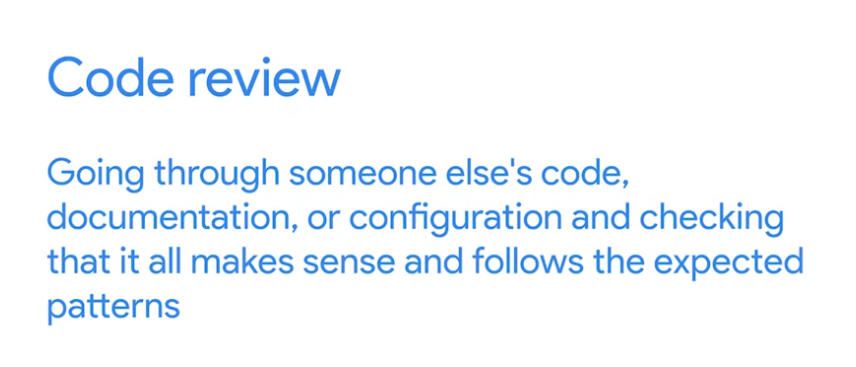 Code review
Going through someone else's code,
documentation, or configuration and checking
that it all makes sense and follows the expected
patterns